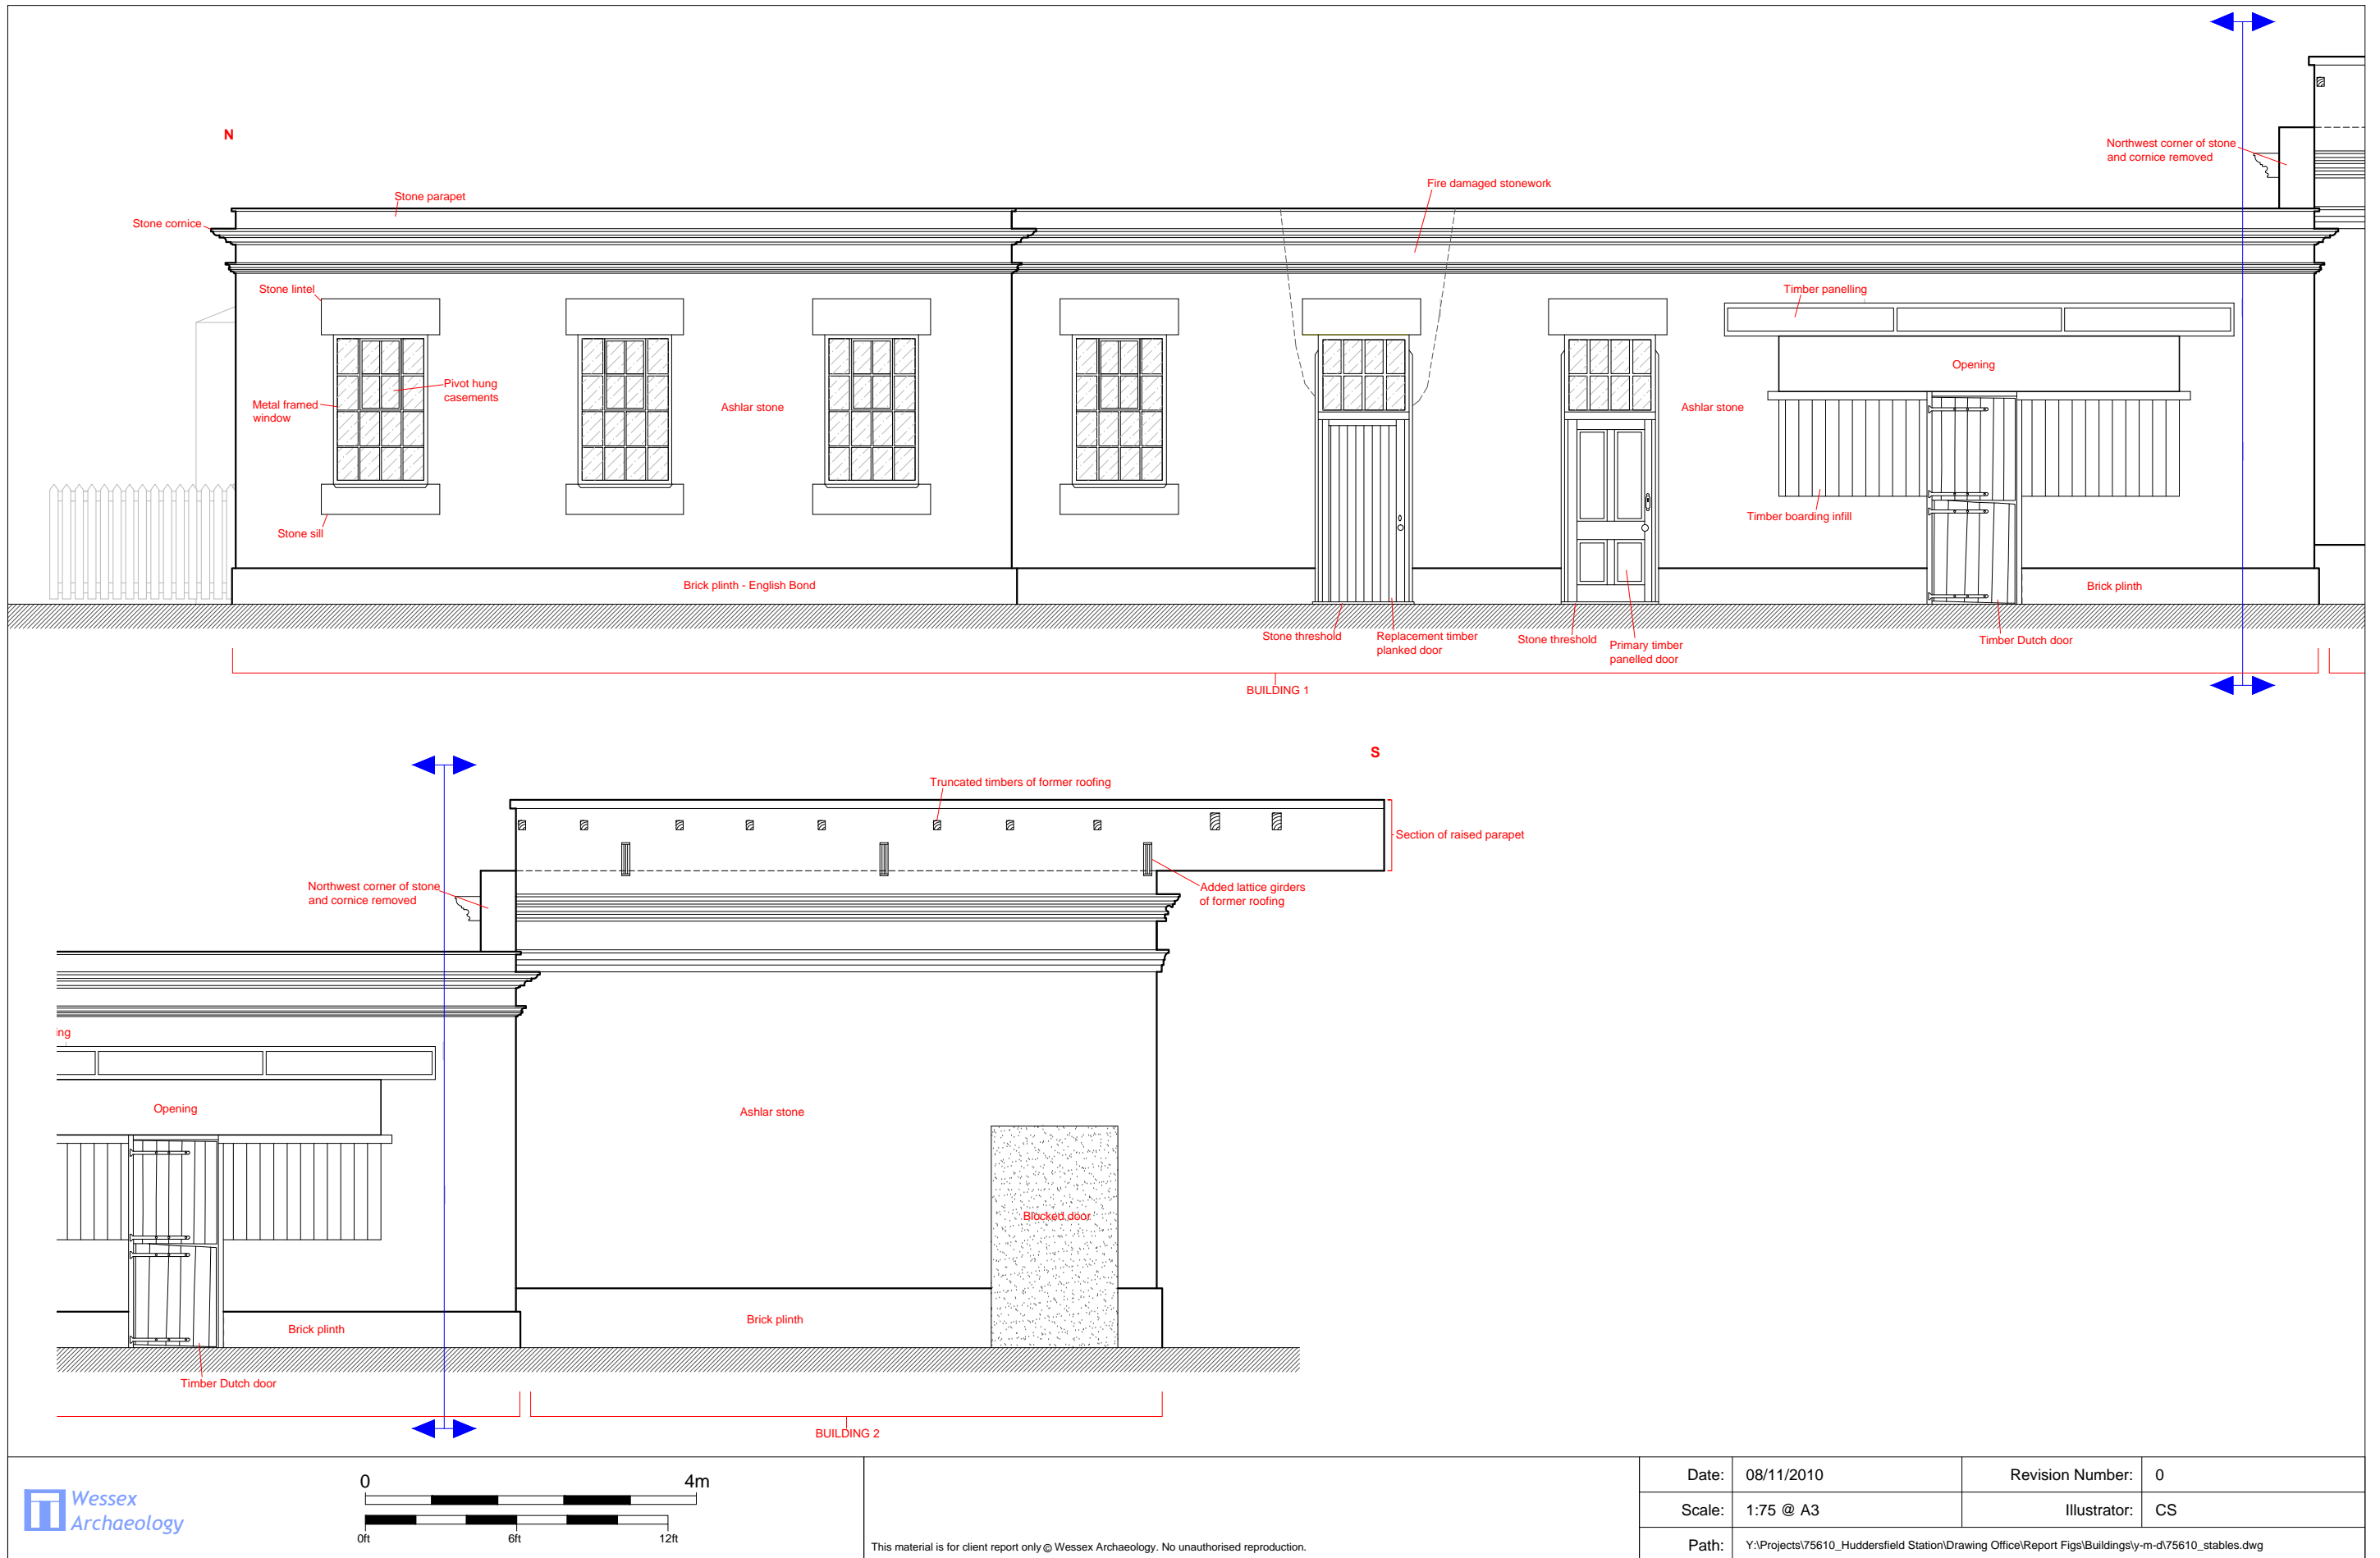 N
Northwest corner of stone
and cornice removed
Fire damaged stonework
Stone parapet
Stone cornice
Stone lintel
Timber panelling
Opening
Pivot hung
casements
Metal framed
window
Ashlar stone
Ashlar stone
Timber boarding infill
Stone sill
Brick plinth - English Bond
Brick plinth
Stone threshold
Replacement timber
planked door
Stone threshold
Primary timber
panelled door
Timber Dutch door
BUILDING 1
S
Truncated timbers of former roofing
Section of raised parapet
Northwest corner of stone
and cornice removed
Added lattice girders
of former roofing
ing
Opening
Ashlar stone
Blocked door
Brick plinth
Brick plinth
Timber Dutch door
BUILDING 2
Wessex
Archaeology
0 4m
0ft 6ft 12ft
This material is for client report only © Wessex Archaeology. No unauthorised reproduction.
Date: 08/11/2010 Revision Number: 0
Scale: 1:75 @ A3 Illustrator: CS
Path: Y:\Projects\75610_Huddersfield Station\Drawing Office\Report Figs\Buildings\y-m-d\75610_stables.dwg